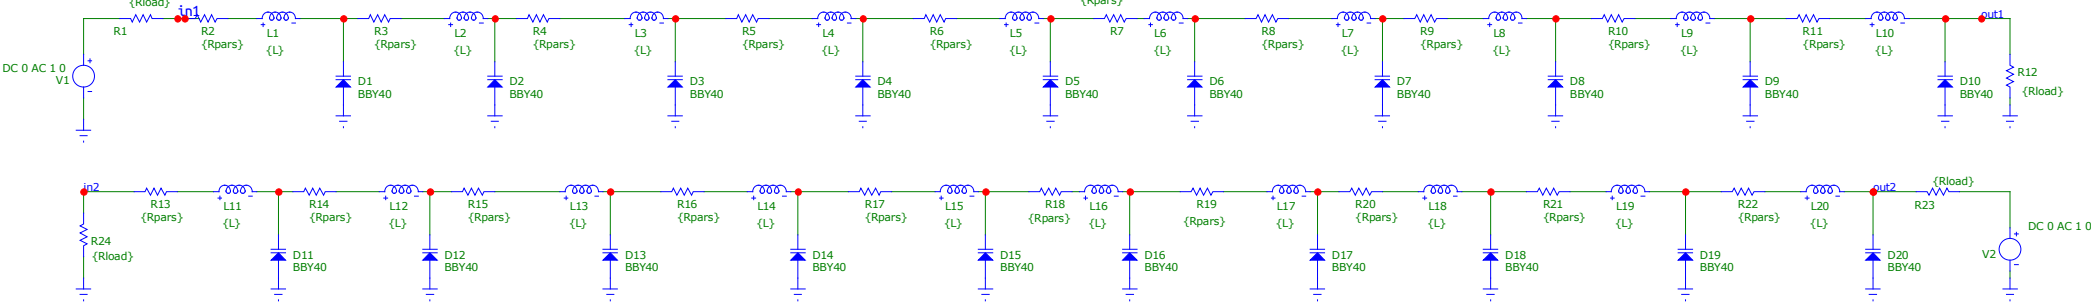 {Rload}
in1
{Rpars}
out1
R1
R2
L1
R3
L2
R4
L3
R5
L4
R6
L5
R7
L6
R8
L7
R9
L8
R10
L9
R11
L10
{Rpars}
{L}
{Rpars}
{L}
{Rpars}
{L}
{Rpars}
{L}
{Rpars}
{L}
{L}
{Rpars}
{L}
{Rpars}
{L}
{Rpars}
{L}
{Rpars}
{L}
DC 0 AC 1 0
V1
D1
BBY40
D2
BBY40
D3
BBY40
D4
BBY40
D5
BBY40
D6
BBY40
D7
BBY40
D8
BBY40
D9
BBY40
D10
BBY40
R12
{Rload}
in2
out2
{Rload}
R13
L11
R14
L12
R15
L13
R16
L14
R17
L15
R18
L16
R19
L17
R20
L18
R21
L19
R22
L20
R23
{Rpars}
{L}
{Rpars}
{L}
{Rpars}
{L}
{Rpars}
{L}
{Rpars}
{L}
{Rpars}
{L}
{Rpars}
{L}
{Rpars}
{L}
{Rpars}
{L}
{Rpars}
{L}
DC 0 AC 1 0
R24
{Rload}
D11
BBY40
D12
BBY40
D13
BBY40
D14
BBY40
D15
BBY40
D16
BBY40
D17
BBY40
D18
BBY40
D19
BBY40
D20
BBY40
V2